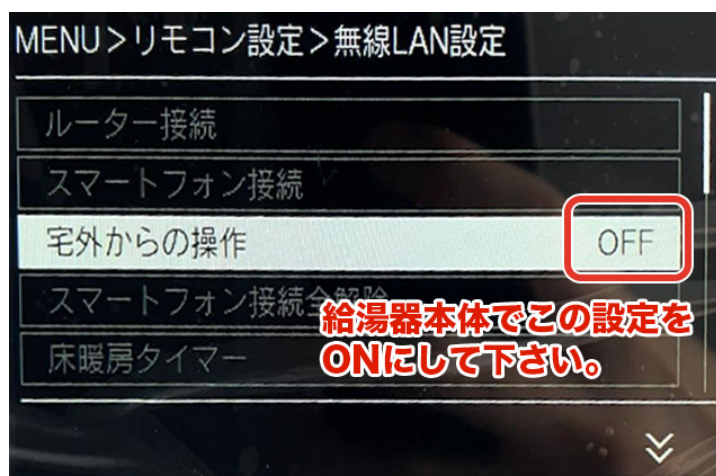 MENU>リモコン設定>無線LAN設定
ルーター接続
スマートフォン接続
宅外からの操作 OFF
スマートフォン接続全解除
床暖房タイマー
給湯器本体でこの設定を
ONにして下さい。